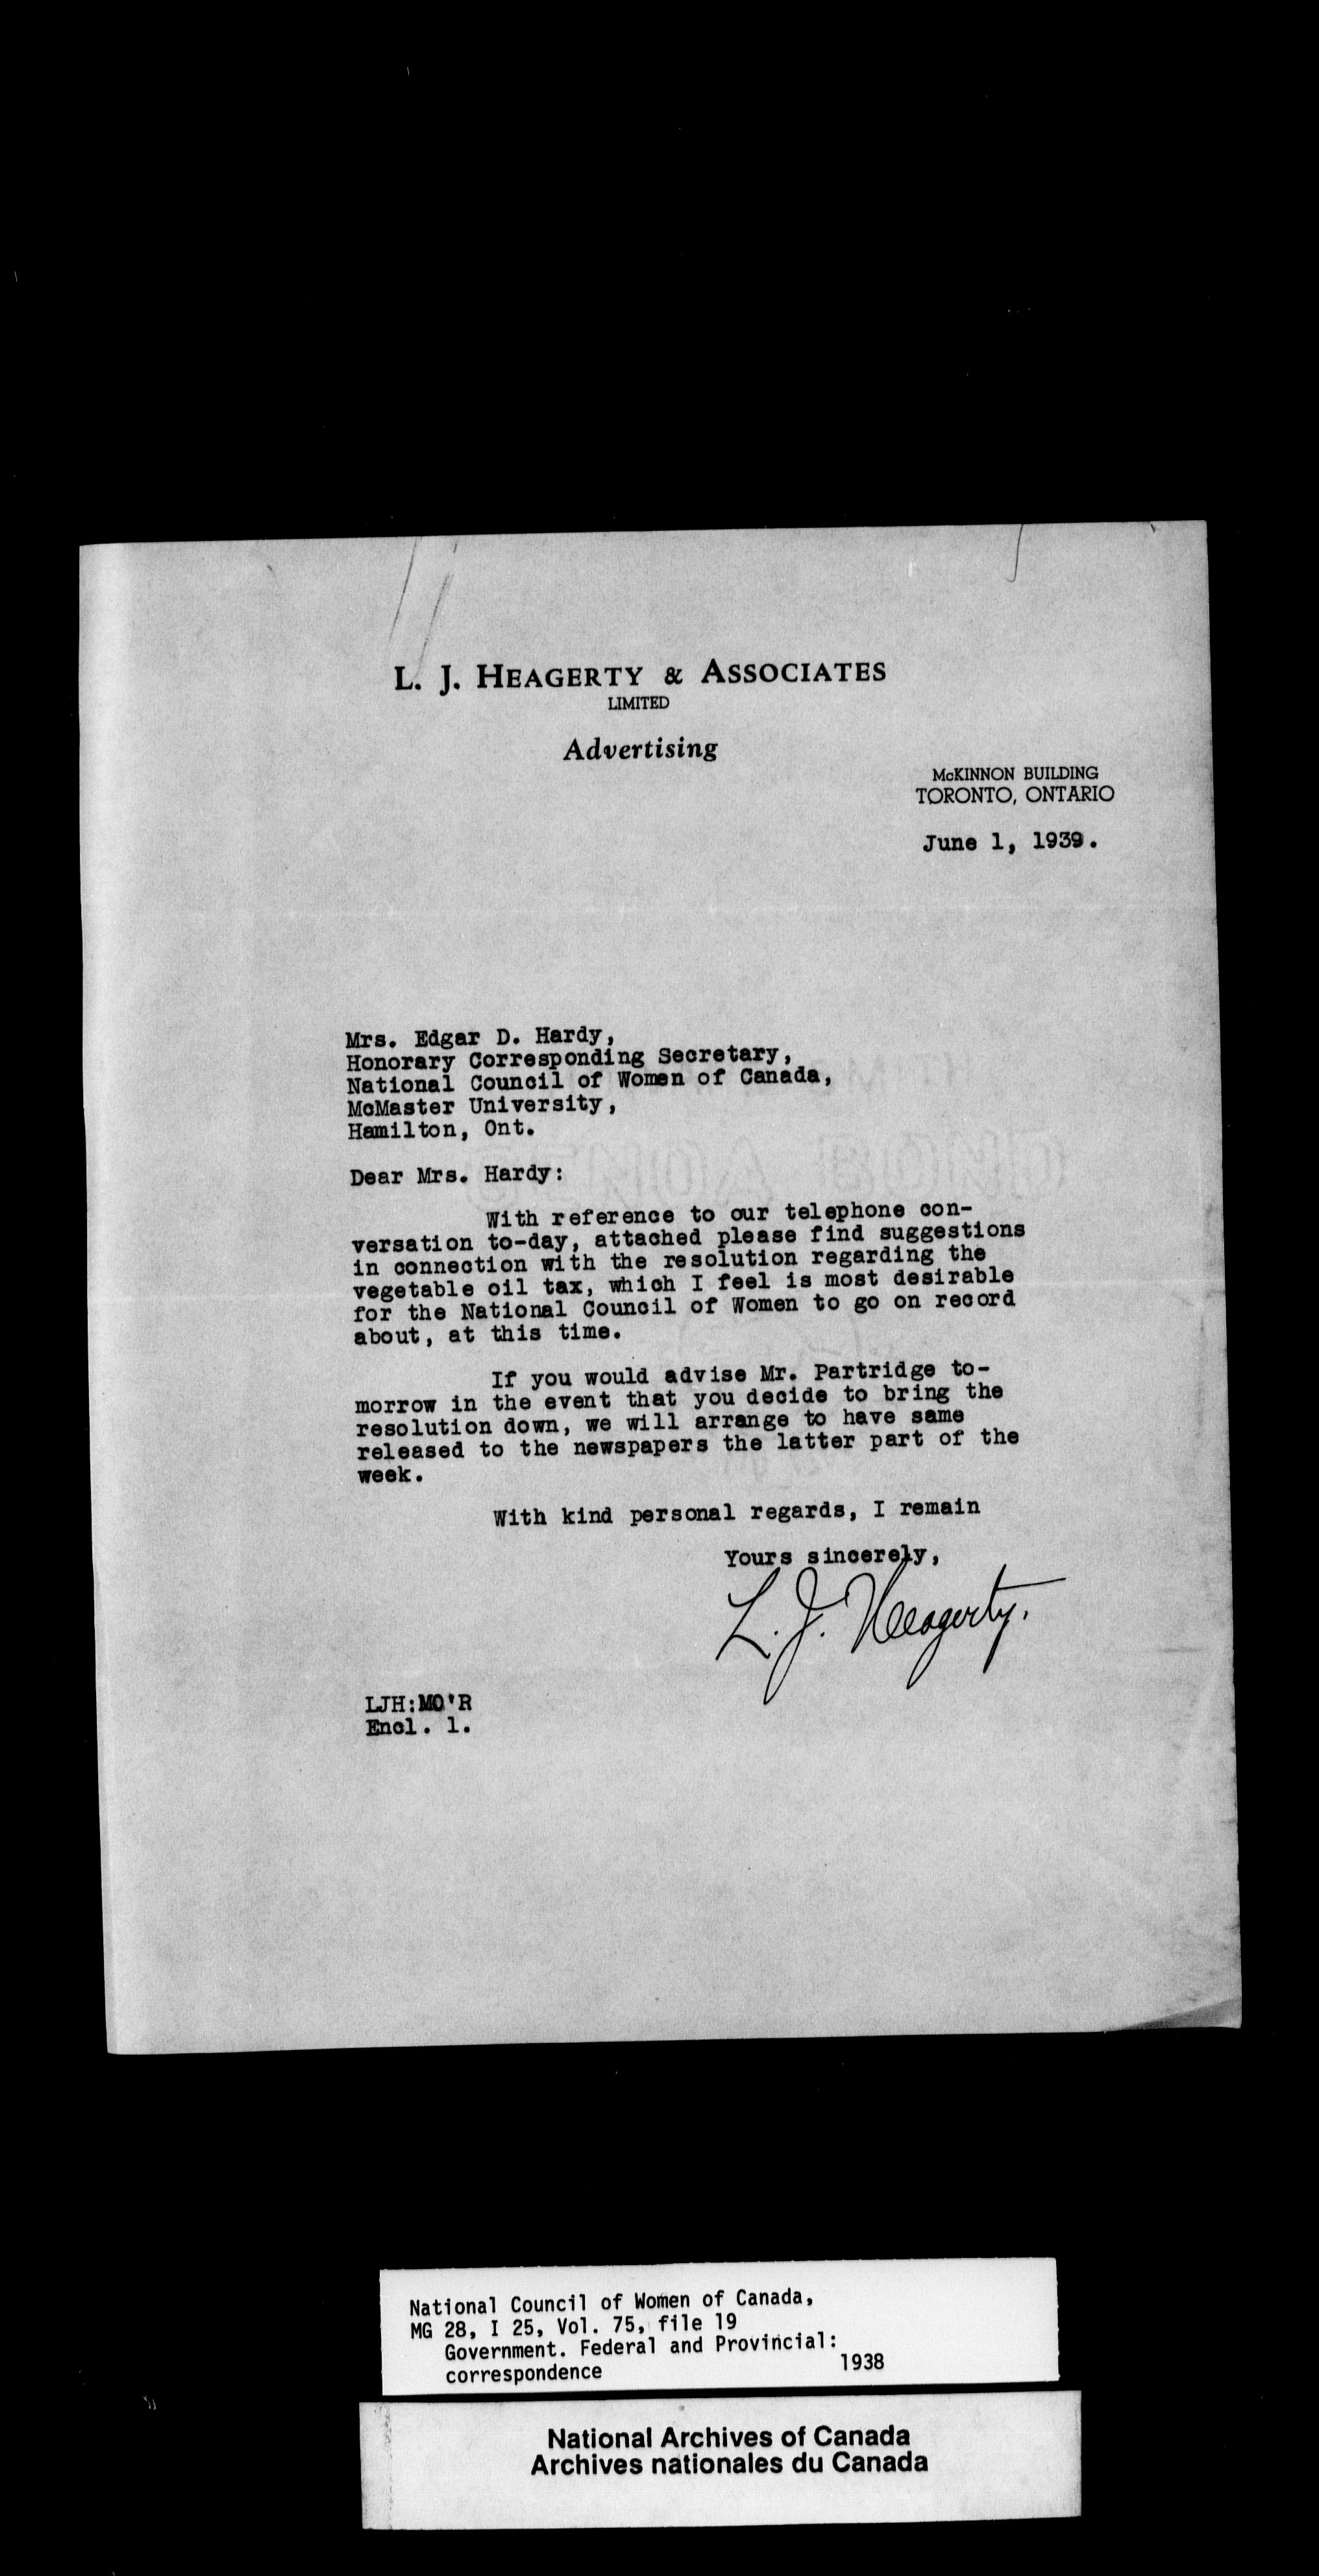 L. J. HEAGERTY & ASSOCIATES
LIMITED
Advertising
McKINNON BUILDING
TORONTO, ONTARIO
June 1, 1939.
Mrs. Edgar D. Hardy,
Honorary Corresponding Secretary,
National Council of Women of Canada,
McMaster University,
Hamilton, Ont.
Dear Mrs. Hardy:
With reference to our telephone con-
versation to-day, attached please find suggestions
in connection with the resolution regarding the
vegetable oil tax, which I feel is most desirable
for the National Council of Women to go on record
about, at this time.
If you would advise Mr. Partridge to-
morrow in the event that you decide to bring the
resolution down, we will arrange to have same
released to the newspapers the latter part of the
week.
With kind personal regards, I remain
Yours sincerely,
L. J. Heagerty.
LJH:MO'R
Encl. 1.
National Council of Women of Canada,
MG 28, I 25, Vol. 75, file 19
Government. Federal and Provincial:
correspondence 1938
National Archives of Canada
Archives nationales du Canada